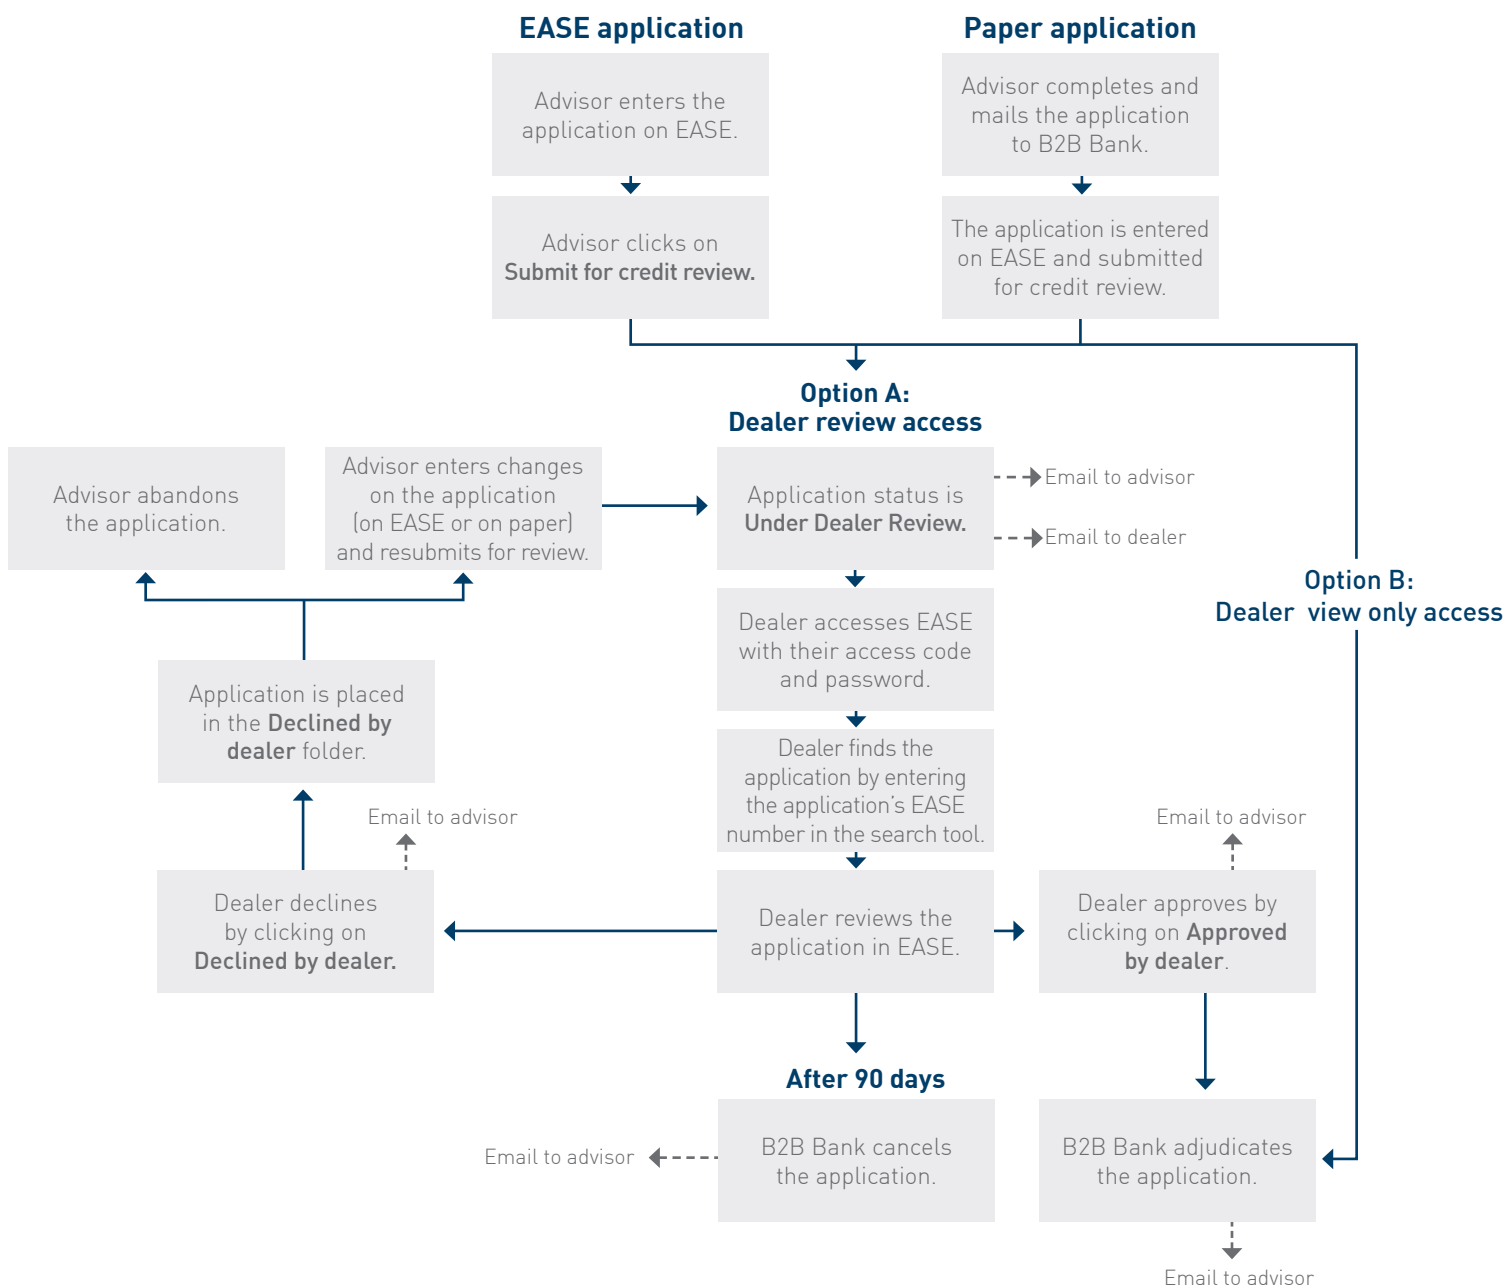 EASE application
Advisor enters the
application on EASE.
Advisor clicks on
Submit for credit review.
Paper application
Advisor completes and
mails the application
to B2B Bank.
The application is entered
on EASE and submitted
for credit review.
Option A:
Dealer review access
Advisor abandons
the application.
Advisor enters changes
on the application
(on EASE or on paper)
and resubmits for review.
Application status is
Under Dealer Review.
Email to advisor
Email to dealer
Option B:
Dealer view only access
Dealer accesses EASE
with their access code
and password.
Application is placed
in the Declined by
dealer folder.
Dealer finds the
application by entering
the application's EASE
number in the search tool.
Email to advisor
Email to advisor
Dealer declines
by clicking on
Declined by dealer.
Dealer reviews the
application in EASE.
Dealer approves by
clicking on Approved
by dealer.
After 90 days
Email to advisor
B2B Bank cancels
the application.
B2B Bank adjudicates
the application.
Email to advisor